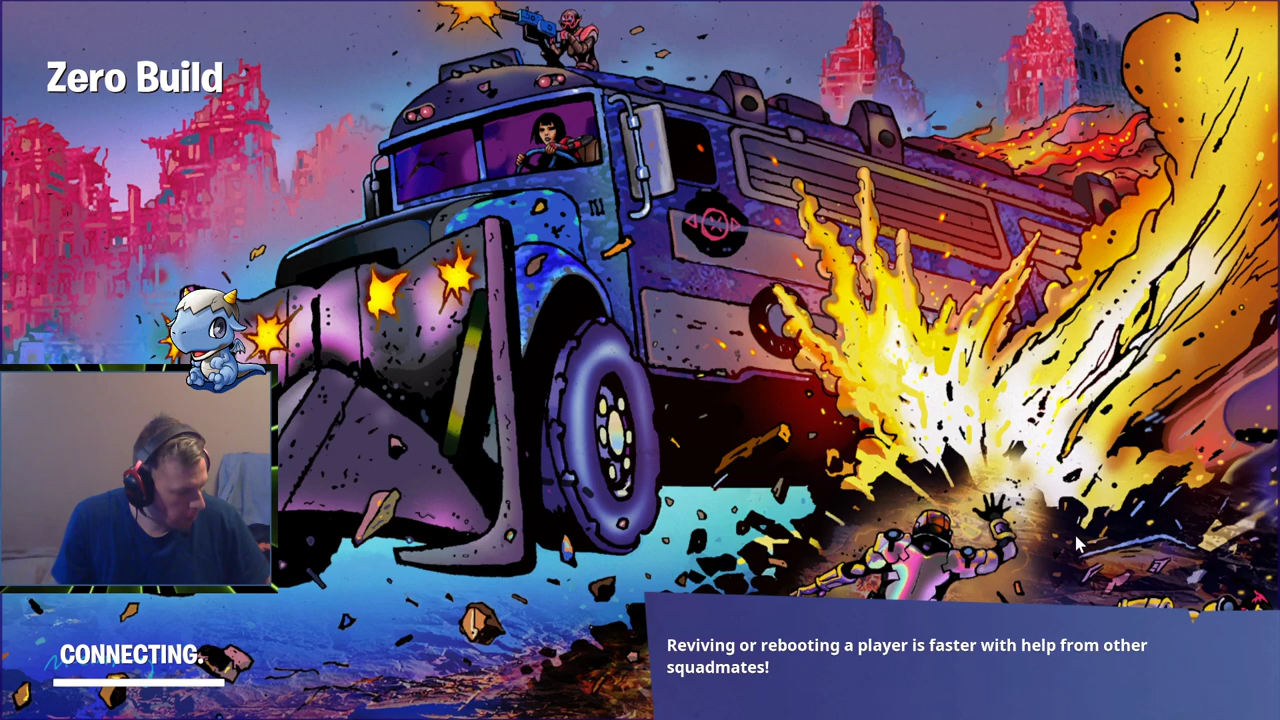 Zero Build
CONNECTING.
Reviving or rebooting a player is faster with help from other
squadmates!